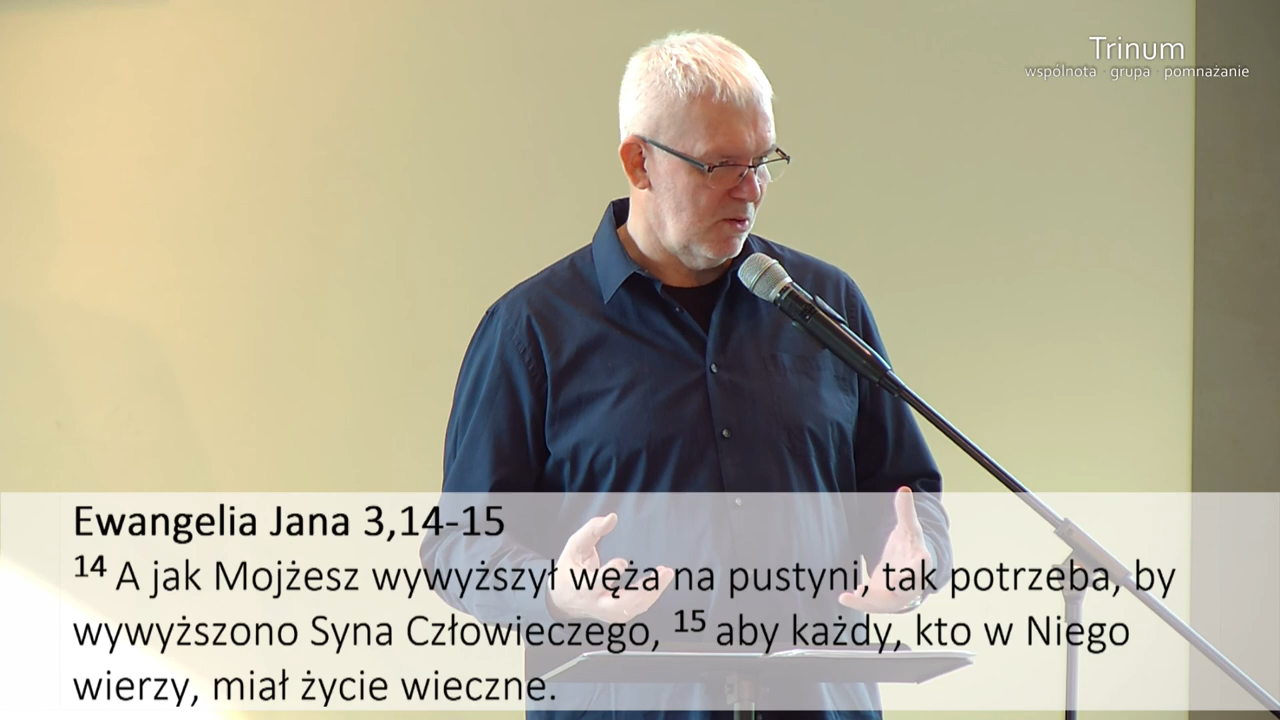 Trinum
wspólnota · grupa · pomnażanie
Ewangelia Jana 3,14-15
14 A jak Mojżesz wywyższył węża na pustyni, tak potrzeba, by
wywyższono Syna Człowieczego, 15 aby każdy, kto w Niego
wierzy, miał życie wieczne.